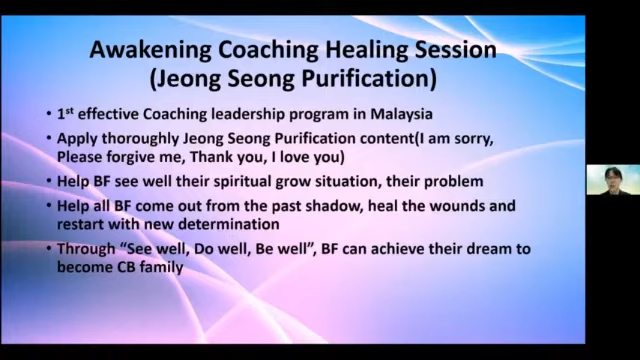 Awakening Coaching Healing Session
(Jeong Seong Purification)
• 1st effective Coaching leadership program in Malaysia
• Apply thoroughly Jeong Seong Purification content(I am sorry,
Please forgive me, Thank you, I love you)
• Help BF see well their spiritual grow situation, their problem
• Help all BF come out from the past shadow, heal the wounds and
restart with new determination
• Through “See well, Do well, Be well”, BF can achieve their dream to
become CB family